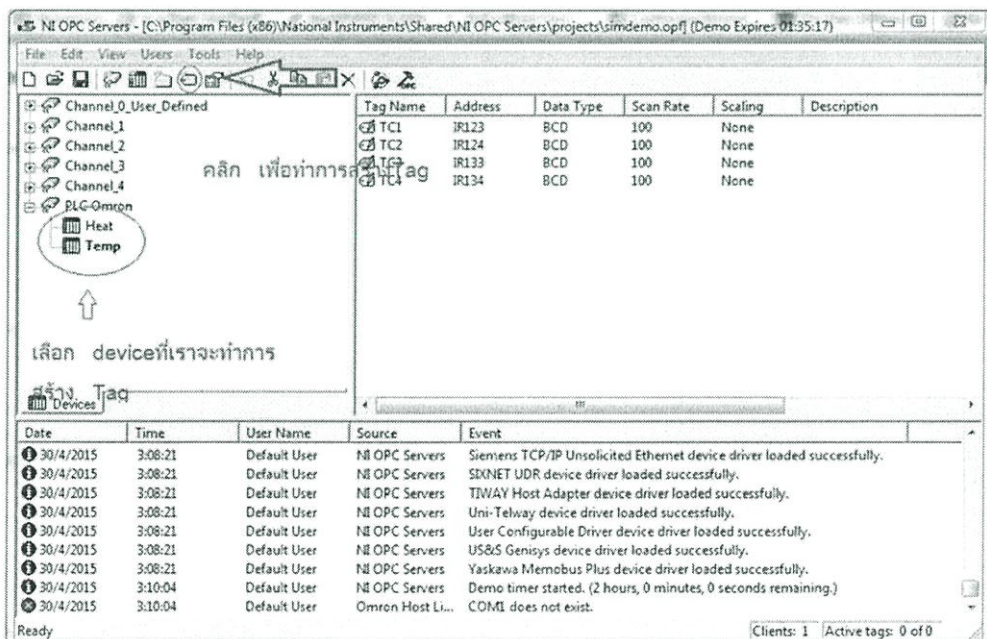 NI OPC Servers - [C:\Program Files (x86)\National Instruments\Shared\NI OPC Servers\projects\simdemo.opf] (Demo Expires 01:35:17)
File Edit View Users Tools Help
Channel_0_User_Defined
Channel_1
Channel_2
Channel_3
Channel_4
PLC Omron
Heat
Temp
คลิก เพื่อทำการสร้างTag
เลือก deviceที่เราจะทำการ
สร้าง Tag
Devices
Tag Name Address Data Type Scan Rate Scaling Description
TC1 IR123 BCD 100 None
TC2 IR124 BCD 100 None
TC3 IR133 BCD 100 None
TC4 IR134 BCD 100 None
Date Time User Name Source Event
30/4/2015 3:08:21 Default User NI OPC Servers Siemens TCP/IP Unsolicited Ethernet device driver loaded successfully.
30/4/2015 3:08:21 Default User NI OPC Servers SIXNET UDR device driver loaded successfully.
30/4/2015 3:08:21 Default User NI OPC Servers TIWAY Host Adapter device driver loaded successfully.
30/4/2015 3:08:21 Default User NI OPC Servers Uni-Telway device driver loaded successfully.
30/4/2015 3:08:21 Default User NI OPC Servers User Configurable Driver device driver loaded successfully.
30/4/2015 3:08:21 Default User NI OPC Servers US&S Genisys device driver loaded successfully.
30/4/2015 3:08:21 Default User NI OPC Servers Yaskawa Memobus Plus device driver loaded successfully.
30/4/2015 3:10:04 Default User NI OPC Servers Demo timer started. (2 hours, 0 minutes, 0 seconds remaining.)
30/4/2015 3:10:04 Default User Omron Host Li... COM1 does not exist.
Ready Clients: 1 Active tags: 0 of 0